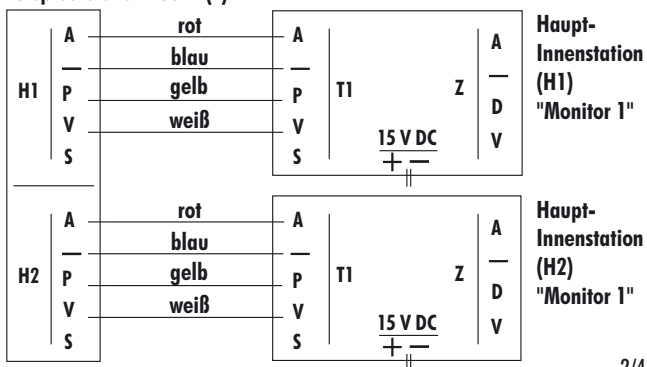 A rot A A Haupt-
— blau — Innenstation
H1 P gelb P T1 Z — (H1)
V weiß V 15 V DC D "Monitor 1"
S S + — V
A rot A A Haupt-
— blau — Innenstation
H2 P gelb P T1 Z — (H2)
V weiß V 15 V DC D "Monitor 1"
S S + — V